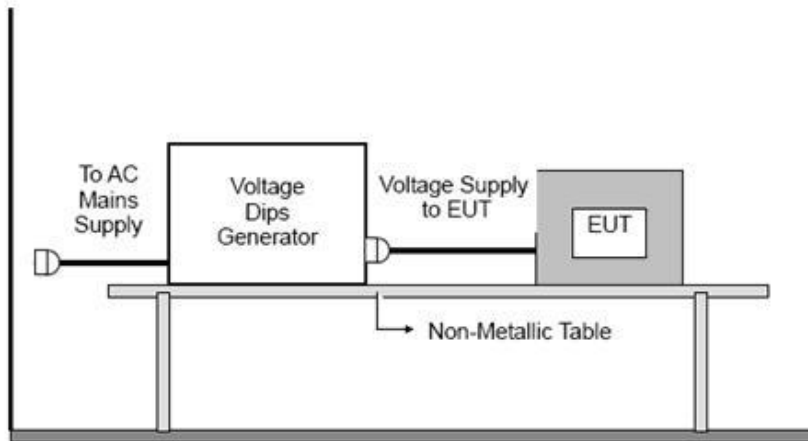 To AC
Mains
Supply
Voltage
Dips
Generator
Voltage Supply
to EUT
EUT
Non-Metallic Table